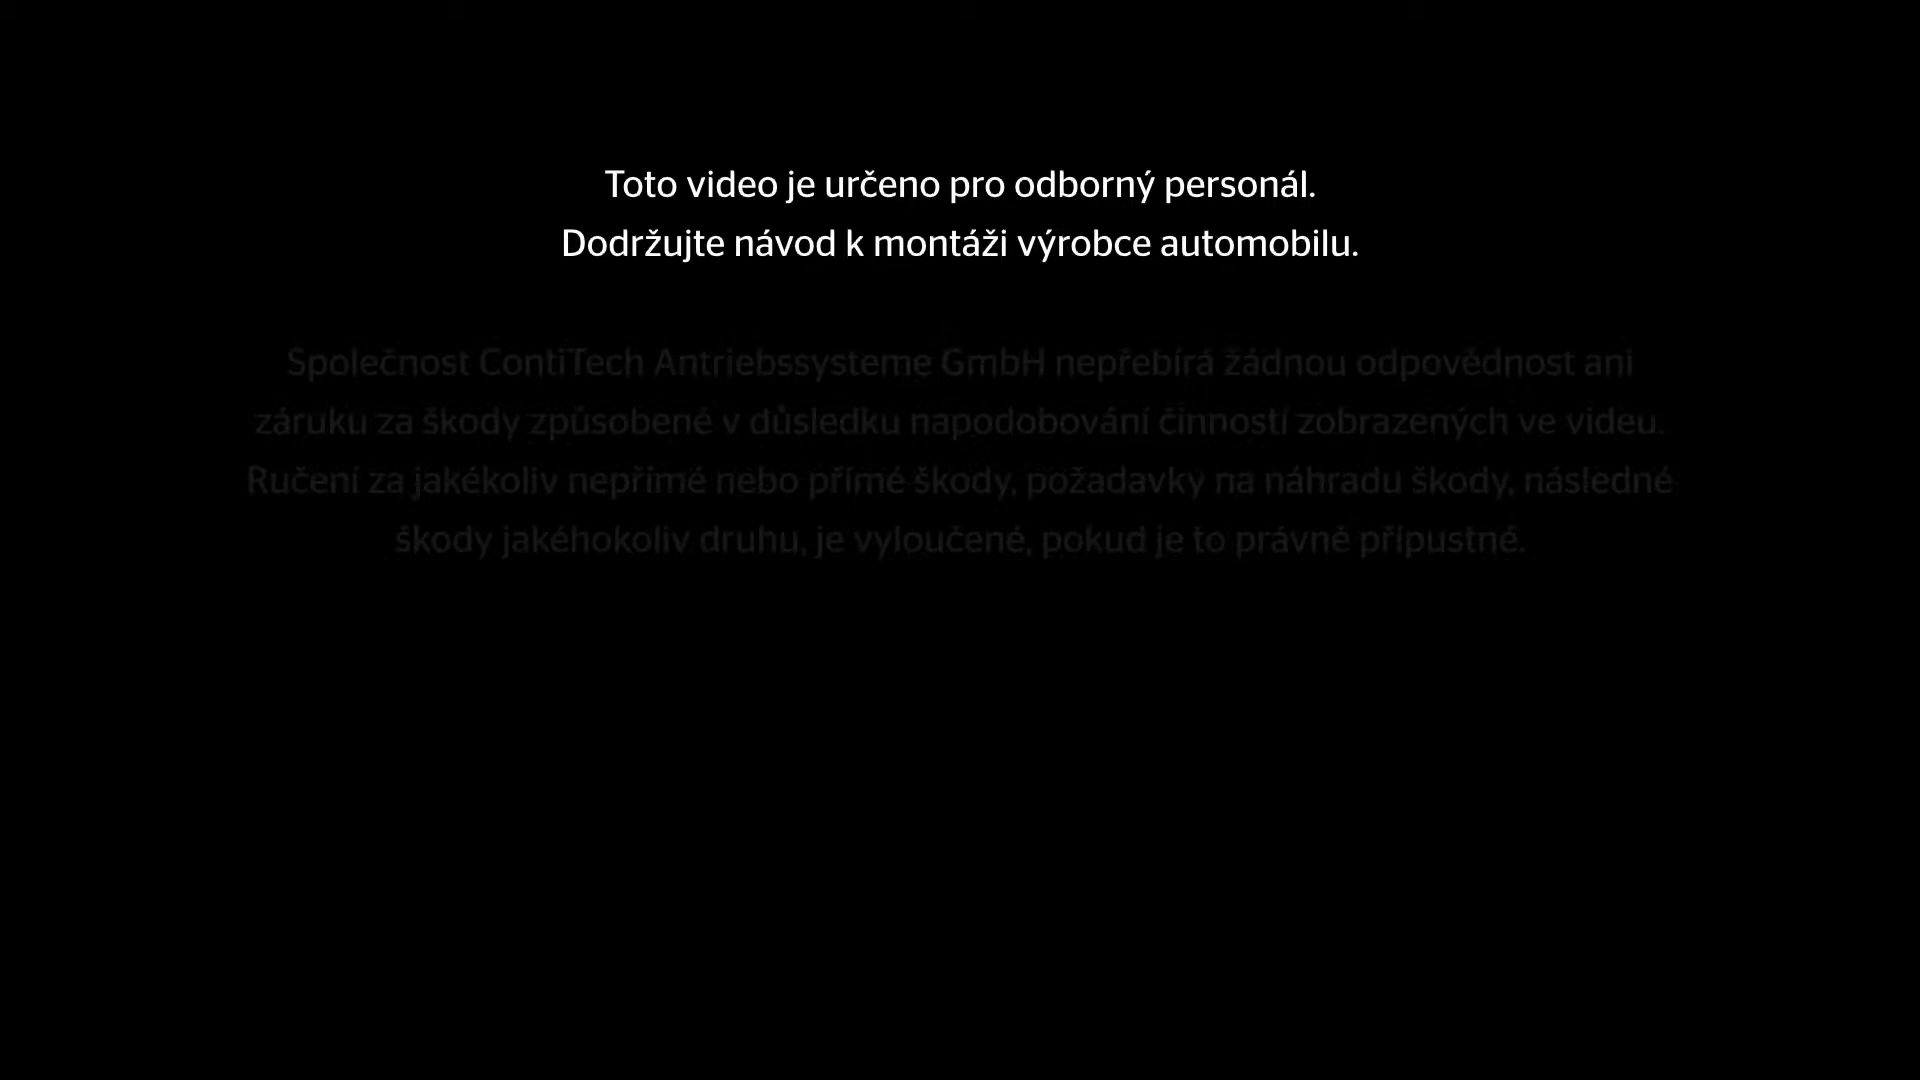 Toto video je určeno pro odborný personál.
Dodržujte návod k montáži výrobce automobilu.
Společnost ContiTech Antriebssysteme GmbH nepřebírá žádnou odpovědnost ani
záruku za škody způsobené v důsledku napodobování činností zobrazených ve videu.
Ručení za jakékoliv nepřímé nebo přímé škody, požadavky na náhradu škody, následné
škody jakéhokoliv druhu, je vyloučené, pokud je to právně přípustné.